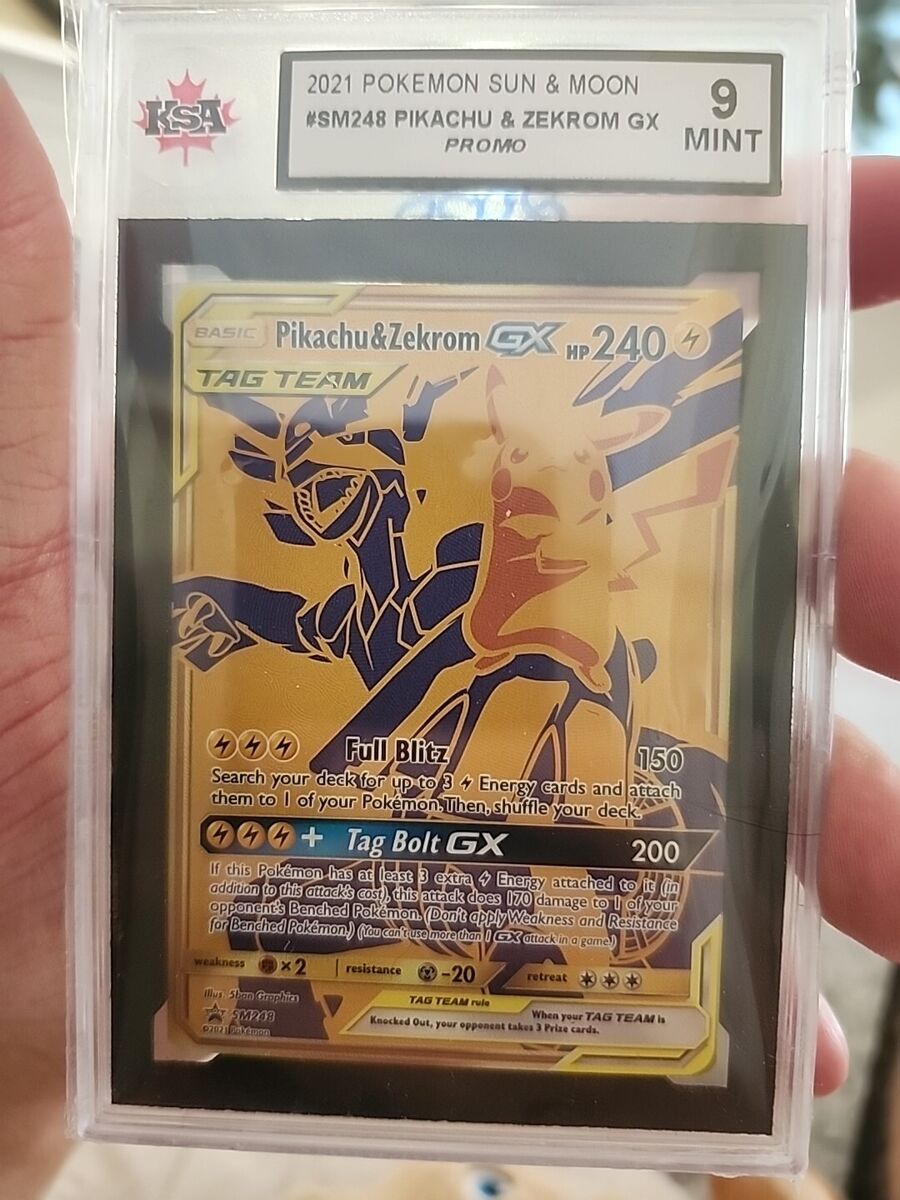 KSA
2021 POKEMON SUN & MOON
#SM248 PIKACHU & ZEKROM GX
PROMO
9
MINT
BASIC Pikachu&Zekrom GX HP 240
TAG TEAM
Full Blitz 150
Search your deck for up to 3 Energy cards and attach
them to 1 of your Pokémon. Then, shuffle your deck.
+ Tag Bolt GX 200
If this Pokémon has at least 3 extra Energy attached to it (in
addition to this attack's cost), this attack does 170 damage to 1 of your
opponent's Benched Pokémon. (Don't apply Weakness and Resistance
for Benched Pokémon.) (You can't use more than 1 GX attack in a game.)
weakness ×2 resistance -20 retreat
Illus. 5ban Graphics
SM248
©2021 Pokémon
TAG TEAM rule
When your TAG TEAM is
Knocked Out, your opponent takes 3 Prize cards.